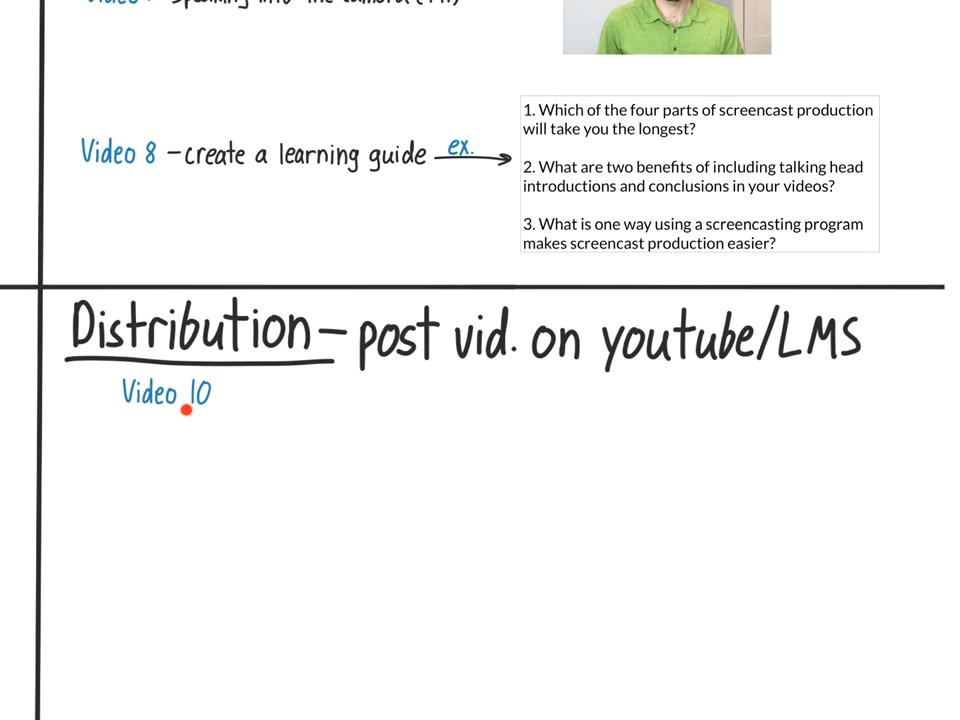 Video 8 – create a learning guide ex.
1. Which of the four parts of screencast production
will take you the longest?
2. What are two benefits of including talking head
introductions and conclusions in your videos?
3. What is one way using a screencasting program
makes screencast production easier?
Distribution – post vid. on youtube/LMS
Video 10